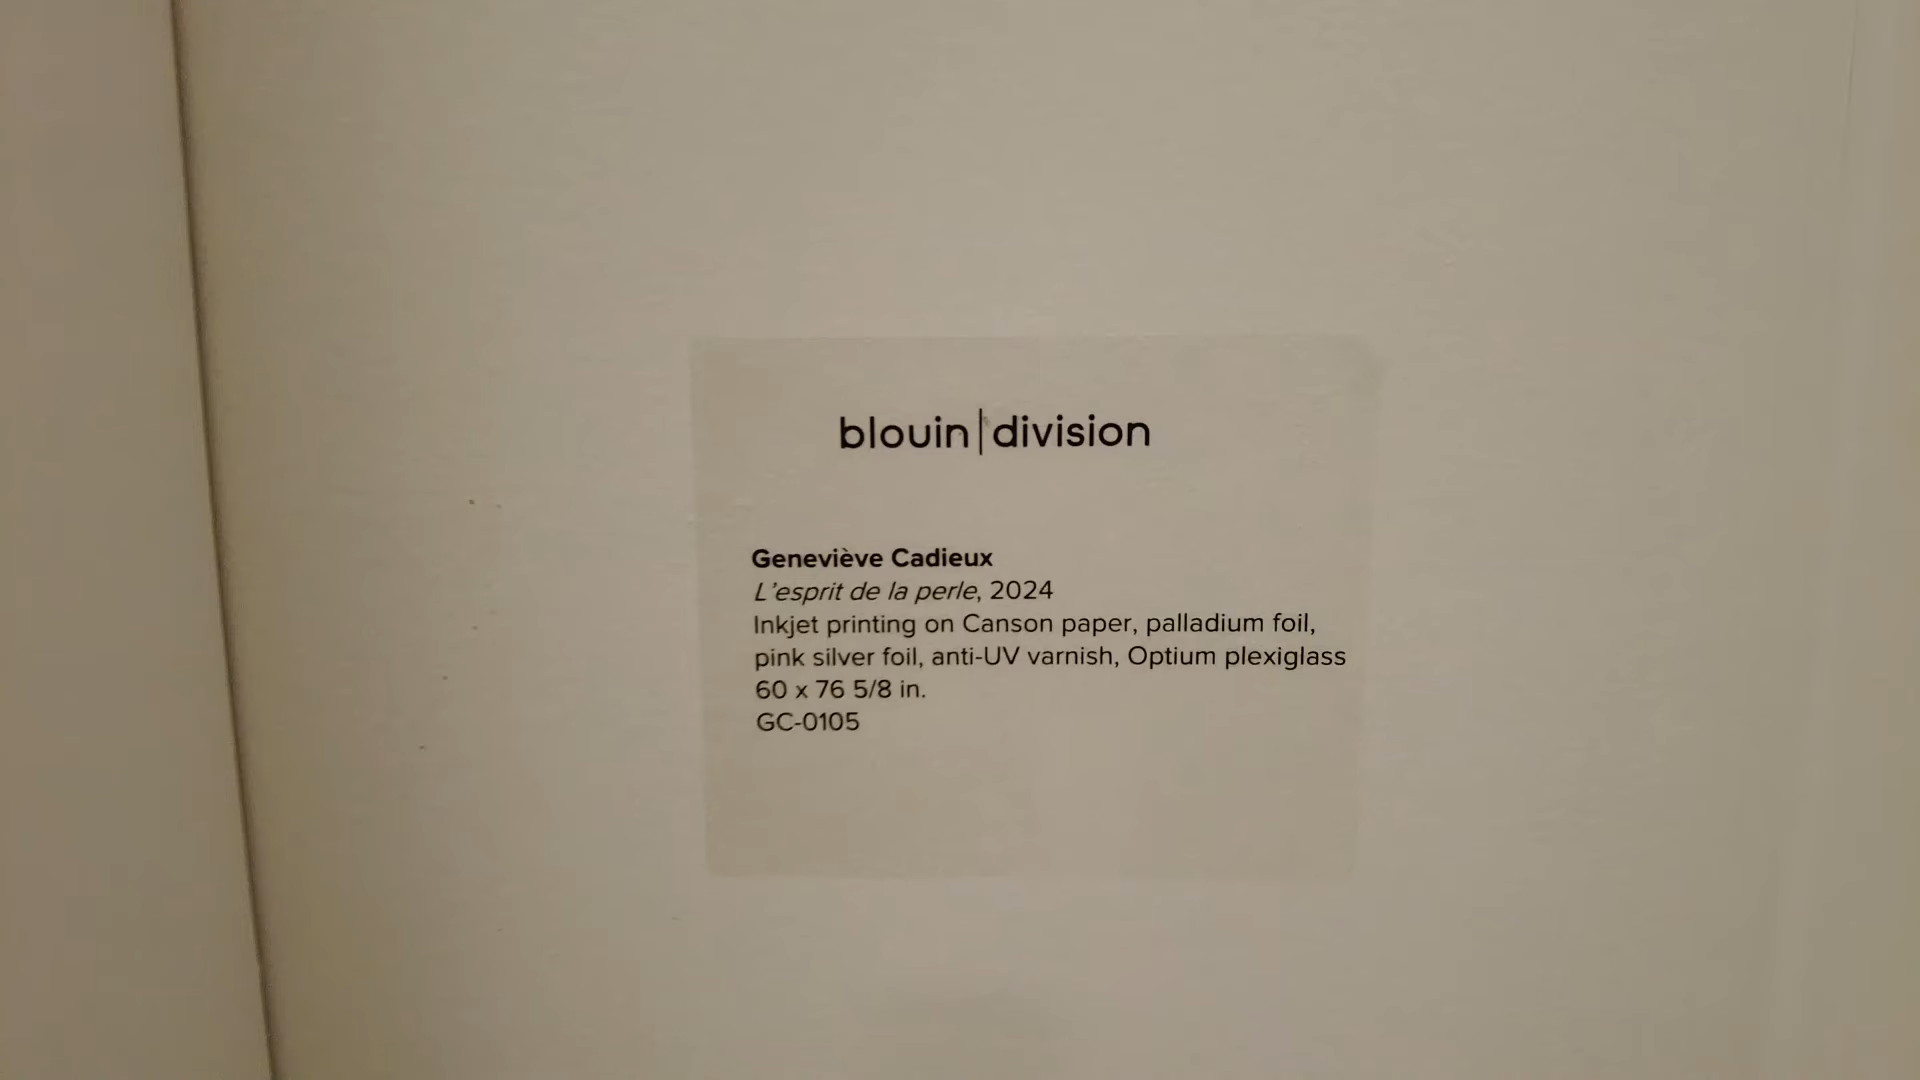 blouin|division
Geneviève Cadieux
L'esprit de la perle, 2024
Inkjet printing on Canson paper, palladium foil,
pink silver foil, anti-UV varnish, Optium plexiglass
60 x 76 5/8 in.
GC-0105